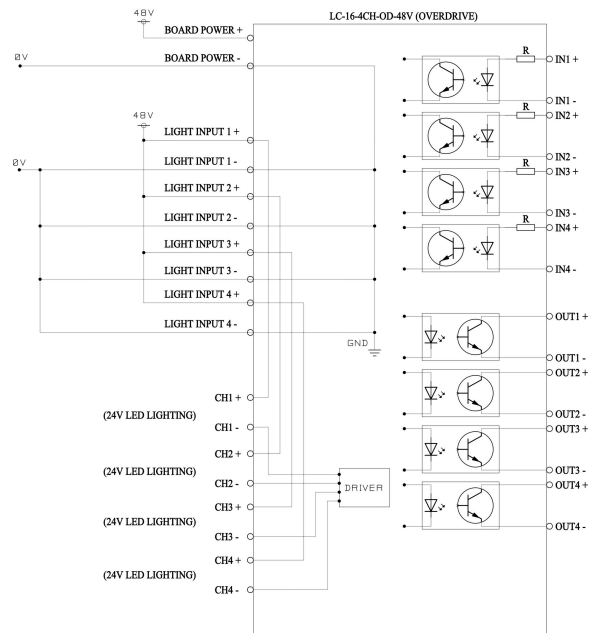 LC-16-4CH-OD-48V (OVERDRIVE)
48V
BOARD POWER +
0V
BOARD POWER -
48V
LIGHT INPUT 1 +
0V
LIGHT INPUT 1 -
LIGHT INPUT 2 +
LIGHT INPUT 2 -
LIGHT INPUT 3 +
LIGHT INPUT 3 -
LIGHT INPUT 4 +
LIGHT INPUT 4 -
GND
CH1 +
(24V LED LIGHTING)
CH1 -
CH2 +
(24V LED LIGHTING)
CH2 -
CH3 +
(24V LED LIGHTING)
CH3 -
CH4 +
(24V LED LIGHTING)
CH4 -
DRIVER
R
IN1 +
IN1 -
R
IN2 +
IN2 -
R
IN3 +
IN3 -
R
IN4 +
IN4 -
OUT1 +
OUT1 -
OUT2 +
OUT2 -
OUT3 +
OUT3 -
OUT4 +
OUT4 -